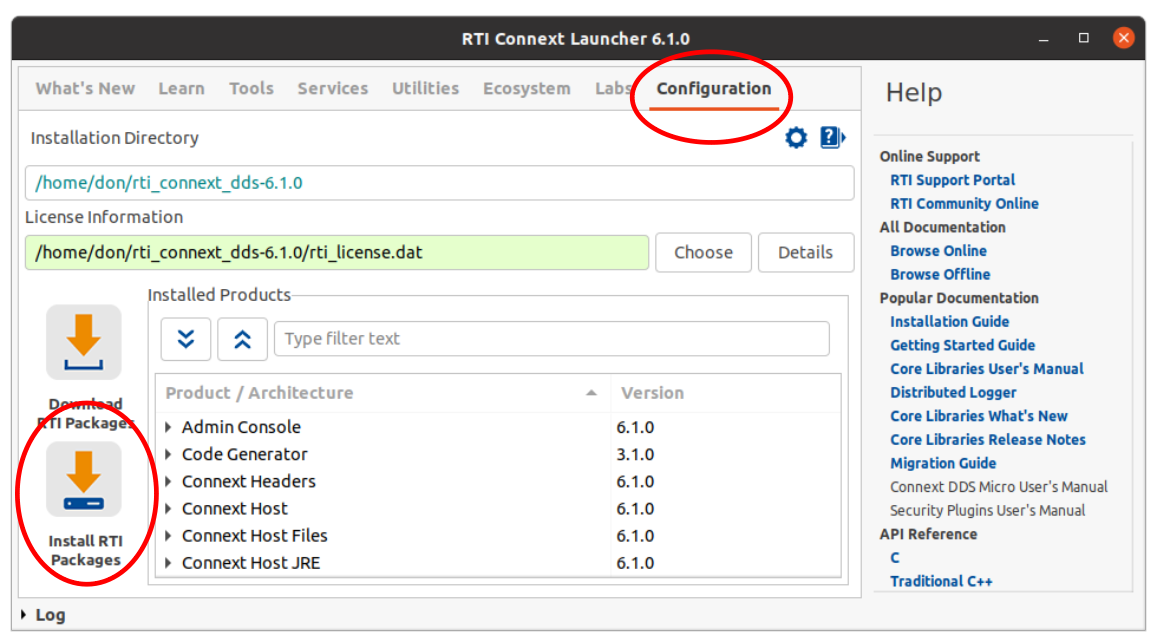 RTI Connext Launcher 6.1.0
What's New Learn Tools Services Utilities Ecosystem Labs Configuration
Installation Directory
/home/don/rti_connext_dds-6.1.0
License Information
/home/don/rti_connext_dds-6.1.0/rti_license.dat Choose Details
Download
RTI Packages
Install RTI
Packages
Installed Products
Type filter text
Product / Architecture Version
Admin Console 6.1.0
Code Generator 3.1.0
Connext Headers 6.1.0
Connext Host 6.1.0
Connext Host Files 6.1.0
Connext Host JRE 6.1.0
Log
Help
Online Support
RTI Support Portal
RTI Community Online
All Documentation
Browse Online
Browse Offline
Popular Documentation
Installation Guide
Getting Started Guide
Core Libraries User's Manual
Distributed Logger
Core Libraries What's New
Core Libraries Release Notes
Migration Guide
Connext DDS Micro User's Manual
Security Plugins User's Manual
API Reference
C
Traditional C++